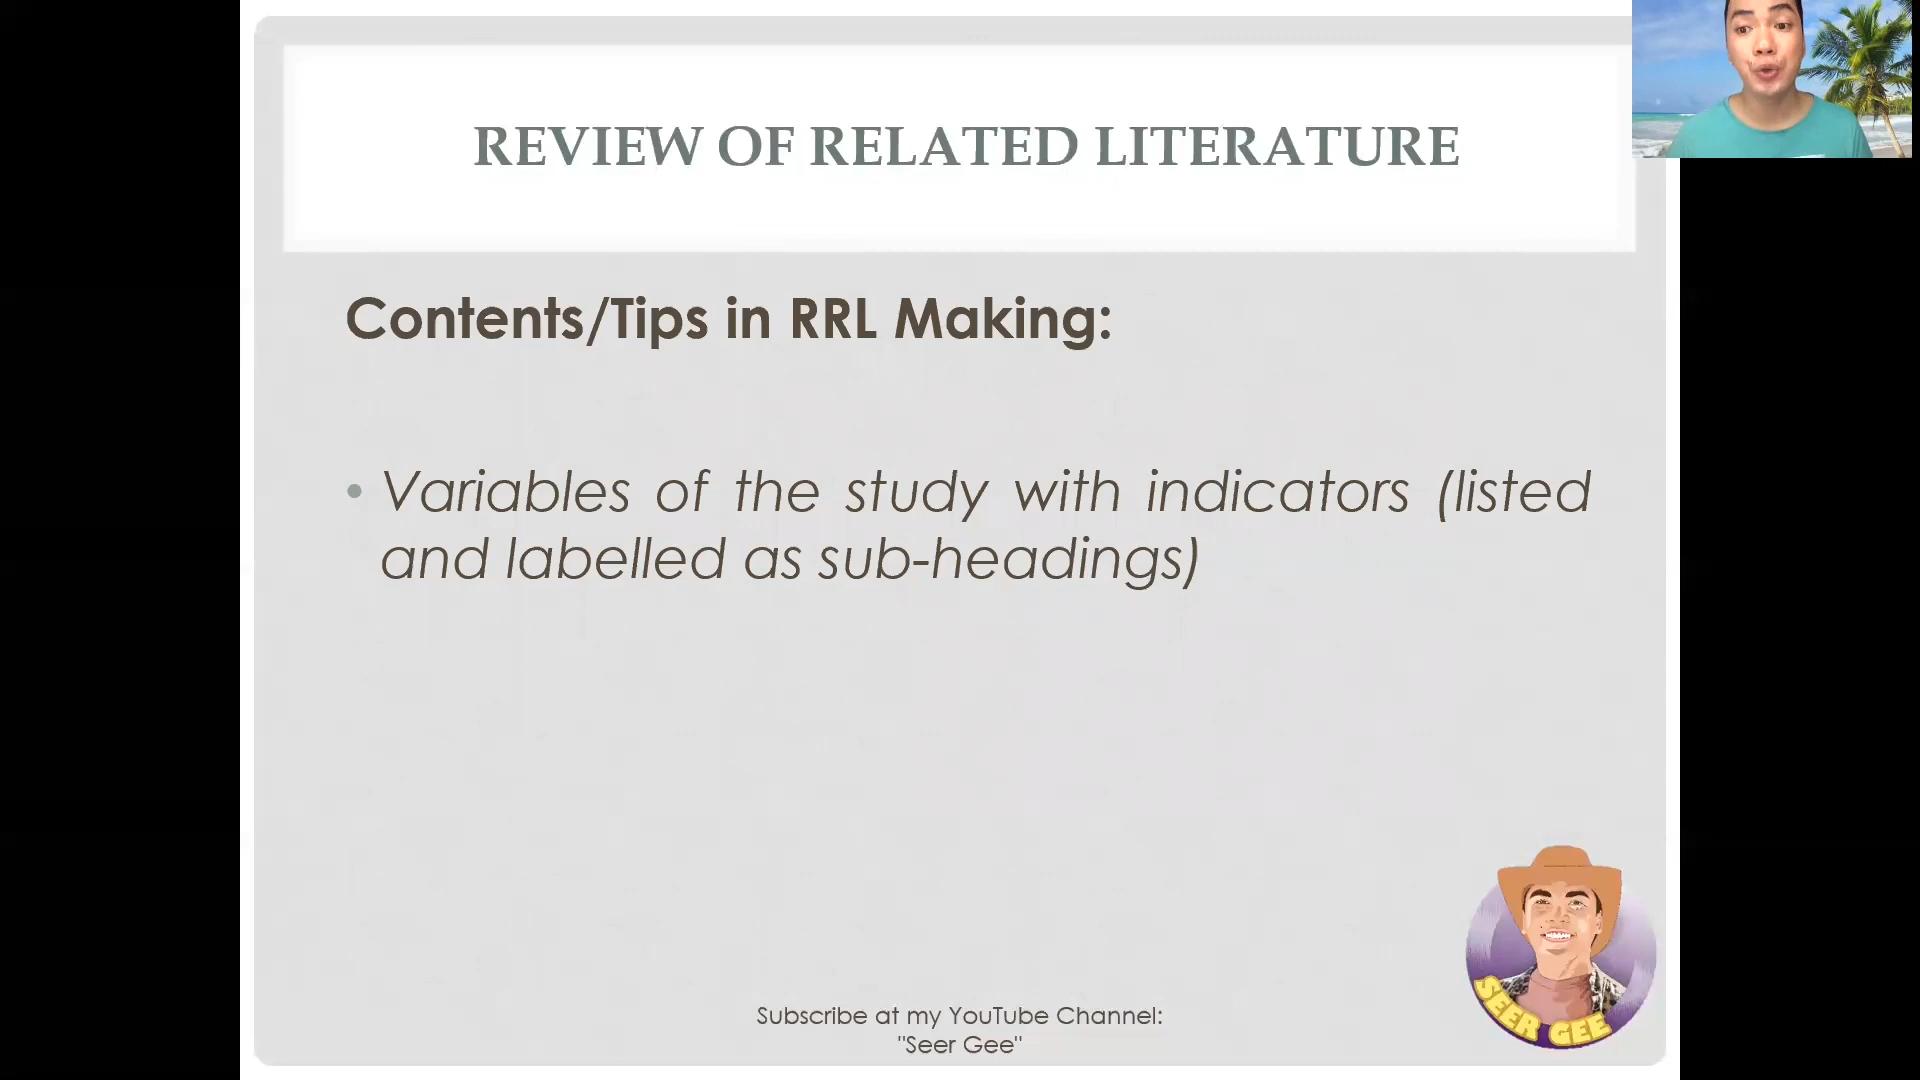 REVIEW OF RELATED LITERATURE
Contents/Tips in RRL Making:
• Variables of the study with indicators (listed
and labelled as sub-headings)
SEER GEE
Subscribe at my YouTube Channel:
"Seer Gee"